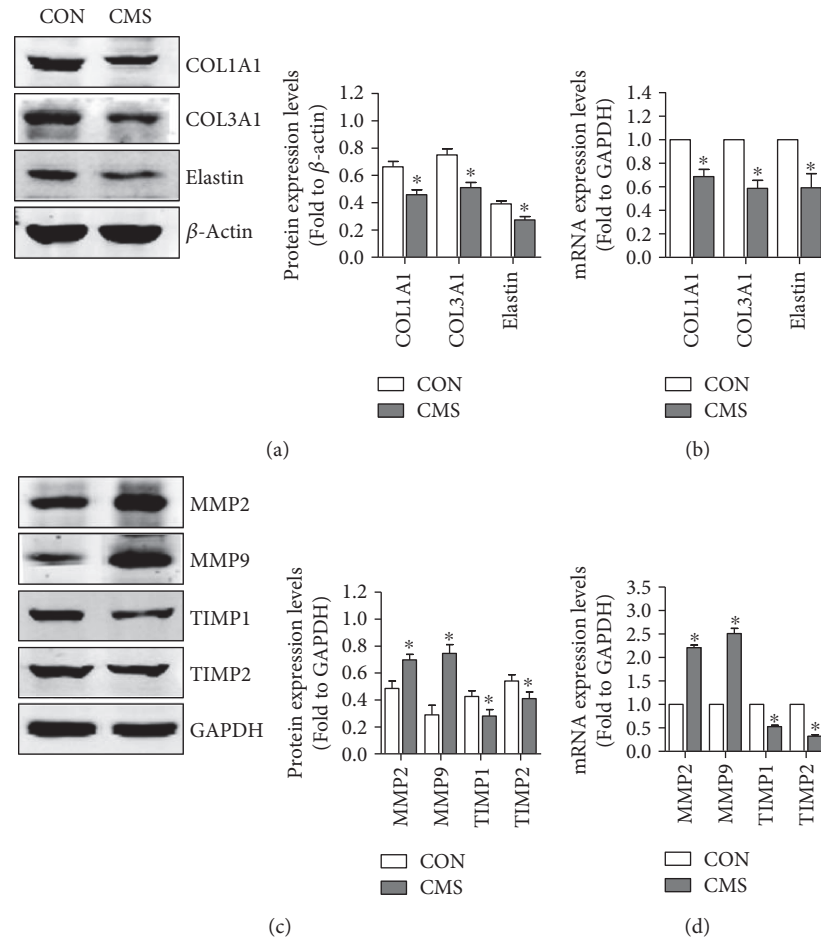 CON CMS
COL1A1
COL3A1
Elastin
β-Actin
Protein expression levels
(Fold to β-actin)
1.2
1.0
0.8
0.6
0.4
0.2
0.0
* * *
COL1A1
COL3A1
Elastin
CON
CMS
(a)
mRNA expression levels
(Fold to GAPDH)
1.4
1.2
1.0
0.8
0.6
0.4
0.2
0.0
* * *
COL1A1
COL3A1
Elastin
CON
CMS
(b)
MMP2
MMP9
TIMP1
TIMP2
GAPDH
Protein expression levels
(Fold to GAPDH)
1.2
1.0
0.8
0.6
0.4
0.2
0.0
* * * *
MMP2
MMP9
TIMP1
TIMP2
CON
CMS
(c)
mRNA expression levels
(Fold to GAPDH)
3.5
3.0
2.5
2.0
1.5
1.0
0.5
0.0
* * * *
MMP2
MMP9
TIMP1
TIMP2
CON
CMS
(d)